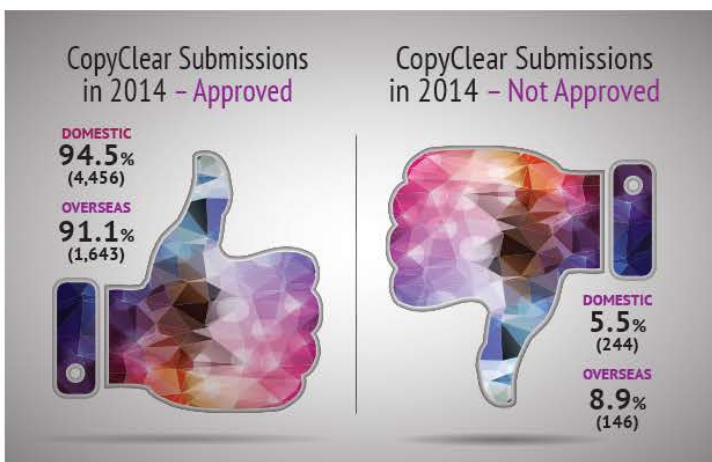 CopyClear Submissions
in 2014 – Approved
DOMESTIC
94.5%
(4,456)
OVERSEAS
91.1%
(1,643)
CopyClear Submissions
in 2014 – Not Approved
DOMESTIC
5.5%
(244)
OVERSEAS
8.9%
(146)